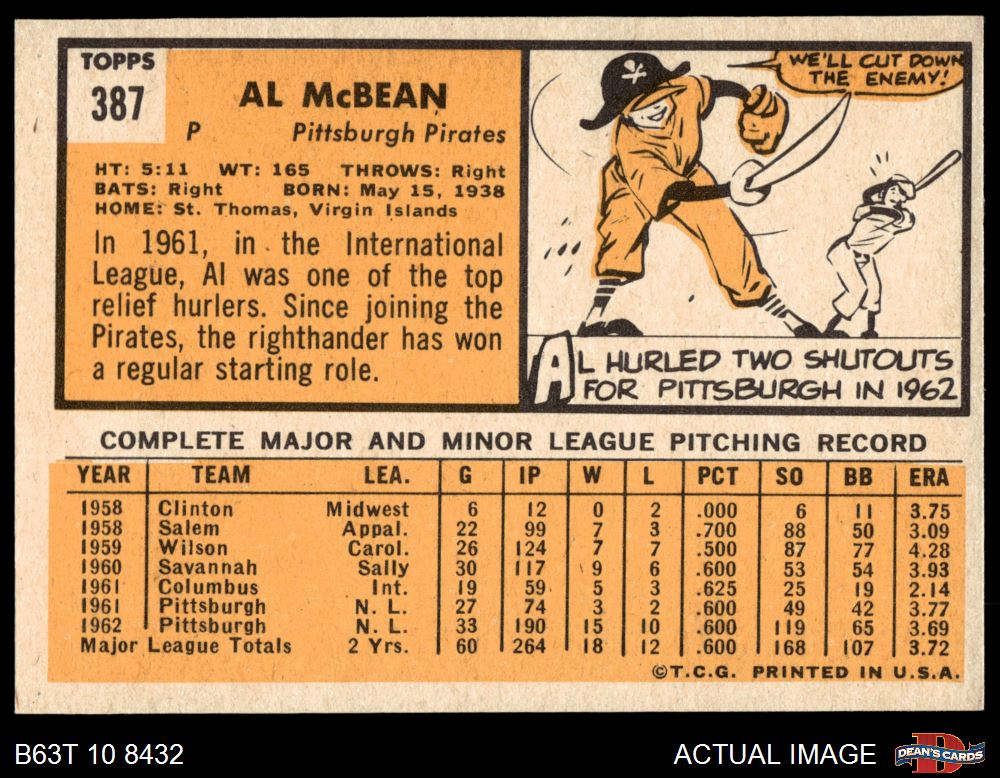 TOPPS
387
AL McBEAN
P Pittsburgh Pirates
HT: 5:11 WT: 165 THROWS: Right
BATS: Right BORN: May 15, 1938
HOME: St. Thomas, Virgin Islands
In 1961, in the International
League, Al was one of the top
relief hurlers. Since joining the
Pirates, the righthander has won
a regular starting role.
WE'LL CUT DOWN
THE ENEMY!
AL HURLED TWO SHUTOUTS
FOR PITTSBURGH IN 1962
COMPLETE MAJOR AND MINOR LEAGUE PITCHING RECORD
YEAR TEAM LEA. G IP W L PCT SO BB ERA
1958 Clinton Midwest 6 12 0 2 .000 6 11 3.75
1958 Salem Appal. 22 99 7 3 .700 88 50 3.09
1959 Wilson Carol. 26 124 7 7 .500 87 77 4.28
1960 Savannah Sally 30 117 9 6 .600 53 54 3.93
1961 Columbus Int. 19 59 5 3 .625 25 19 2.14
1961 Pittsburgh N. L. 27 74 3 2 .600 49 42 3.77
1962 Pittsburgh N. L. 33 190 15 10 .600 119 65 3.69
Major League Totals 2 Yrs. 60 264 18 12 .600 168 107 3.72
©T.C.G. PRINTED IN U.S.A.
B63T 10 8432 ACTUAL IMAGE DEAN'S CARDS